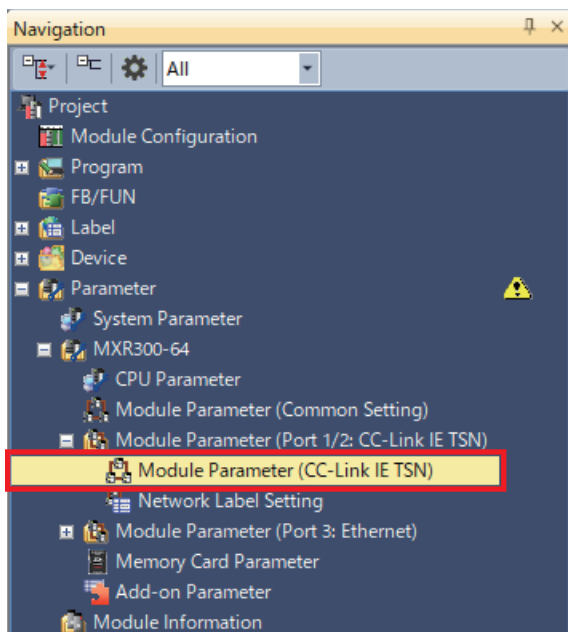 Navigation
All
Project
Module Configuration
Program
FB/FUN
Label
Device
Parameter
System Parameter
MXR300-64
CPU Parameter
Module Parameter (Common Setting)
Module Parameter (Port 1/2: CC-Link IE TSN)
Module Parameter (CC-Link IE TSN)
Network Label Setting
Module Parameter (Port 3: Ethernet)
Memory Card Parameter
Add-on Parameter
Module Information